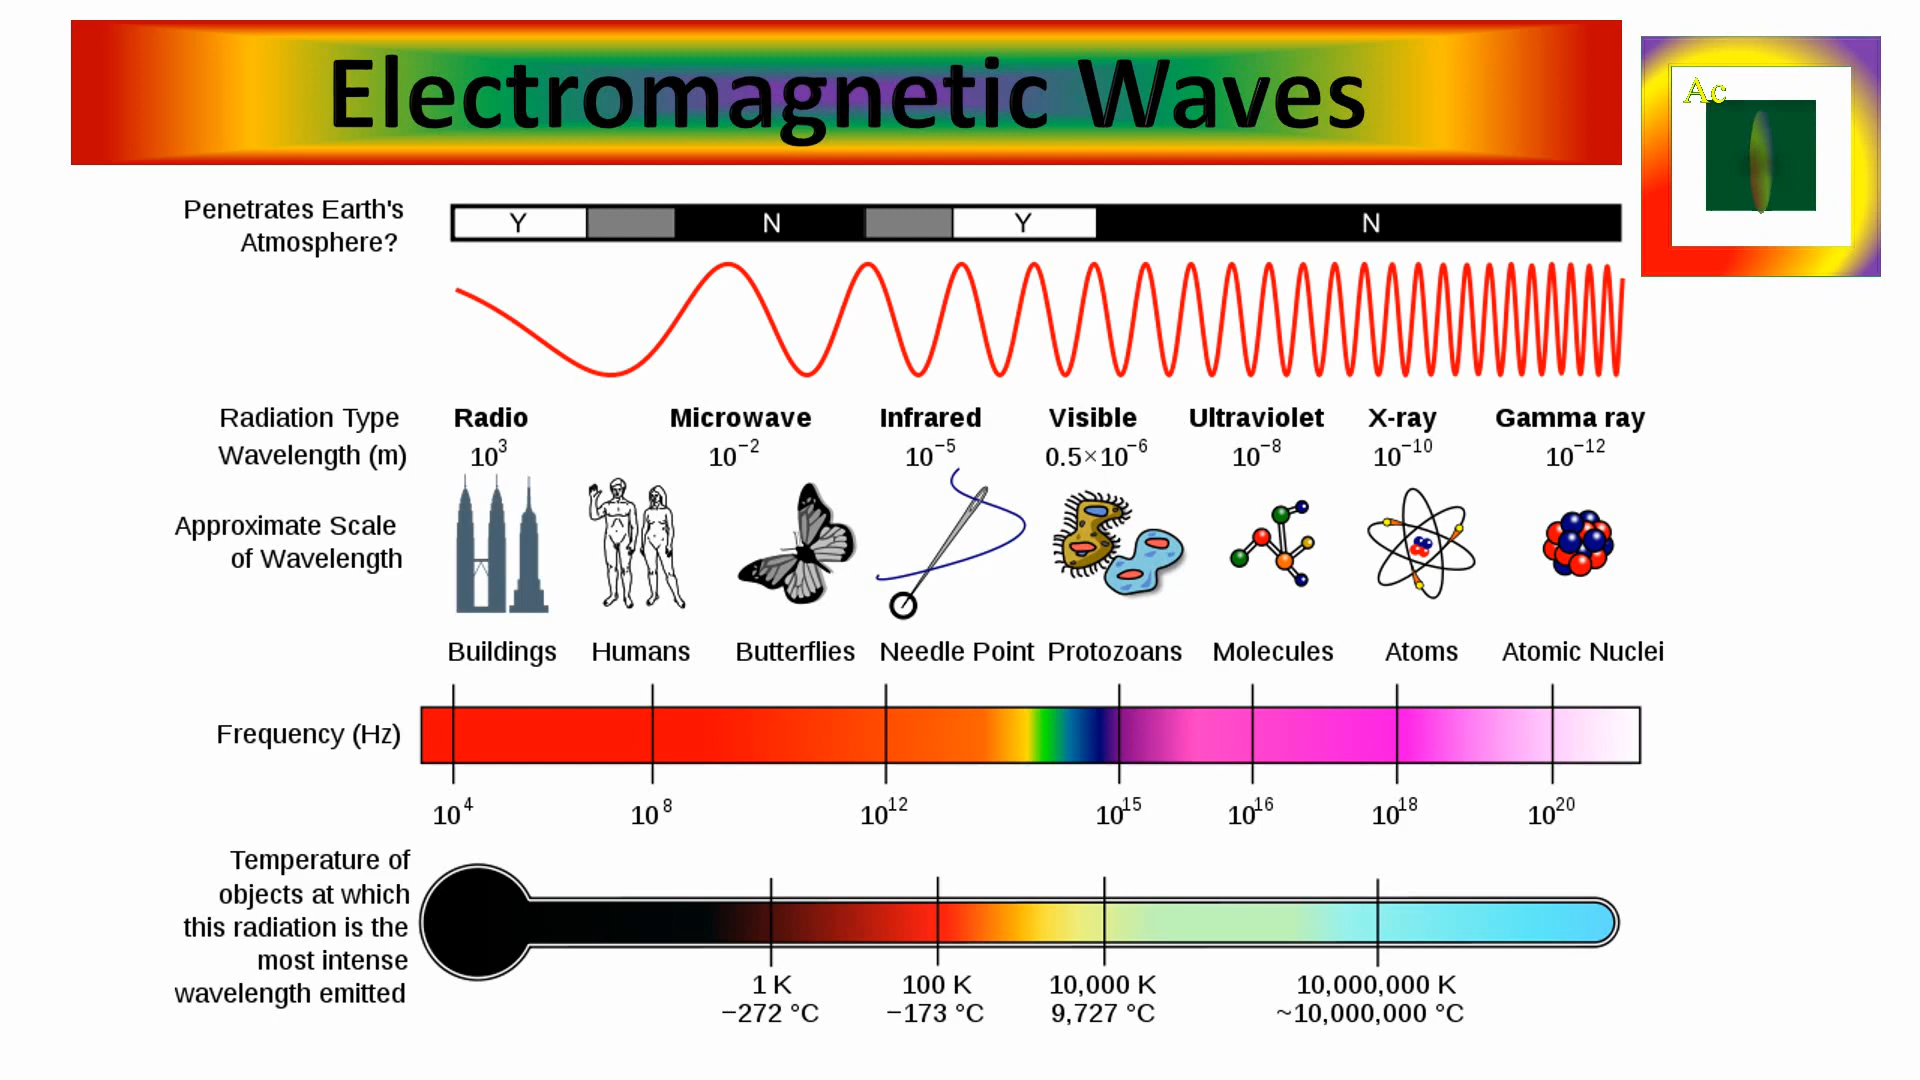 Electromagnetic Waves
Ac
Penetrates Earth's
Atmosphere?
Y N Y N
Radiation Type Radio Microwave Infrared Visible Ultraviolet X-ray Gamma ray
Wavelength (m) 10³ 10⁻² 10⁻⁵ 0.5×10⁻⁶ 10⁻⁸ 10⁻¹⁰ 10⁻¹²
Approximate Scale
of Wavelength
Buildings Humans Butterflies Needle Point Protozoans Molecules Atoms Atomic Nuclei
Frequency (Hz)
10⁴ 10⁸ 10¹² 10¹⁵ 10¹⁶ 10¹⁸ 10²⁰
Temperature of
objects at which
this radiation is the
most intense
wavelength emitted
1 K 100 K 10,000 K 10,000,000 K
−272 °C −173 °C 9,727 °C ~10,000,000 °C